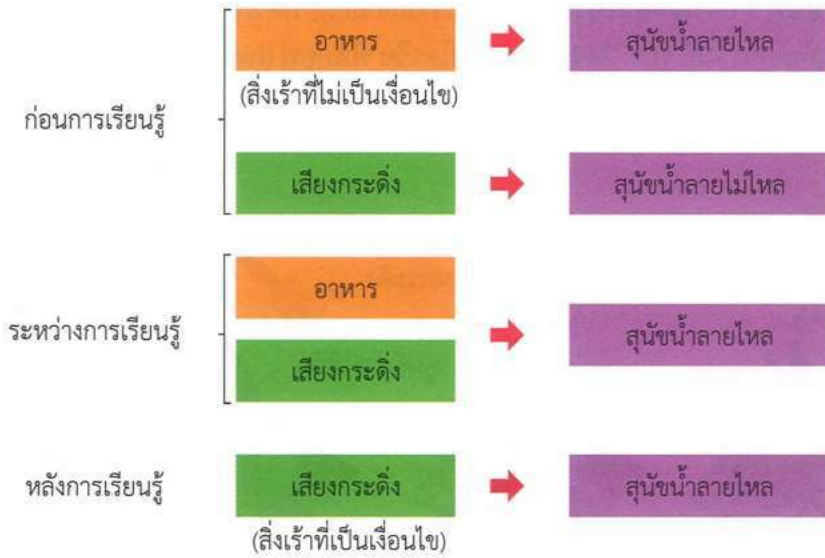 อาหาร
สุนัขน้ำลายไหล
(สิ่งเร้าที่ไม่เป็นเงื่อนไข)
ก่อนการเรียนรู้
เสียงกระดิ่ง
สุนัขน้ำลายไม่ไหล
อาหาร
ระหว่างการเรียนรู้
สุนัขน้ำลายไหล
เสียงกระดิ่ง
หลังการเรียนรู้
เสียงกระดิ่ง
สุนัขน้ำลายไหล
(สิ่งเร้าที่เป็นเงื่อนไข)